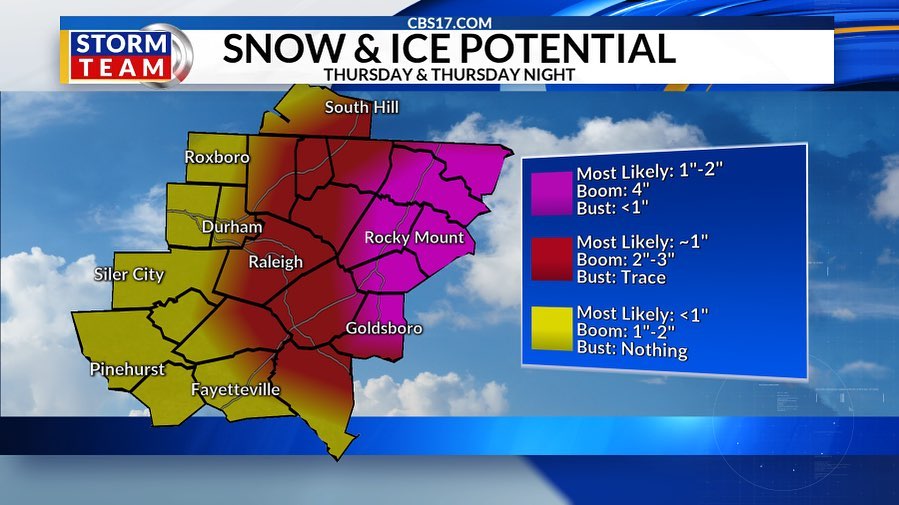 CBS17.COM
STORM
TEAM
SNOW & ICE POTENTIAL
THURSDAY & THURSDAY NIGHT
South Hill
Roxboro
Durham
Rocky Mount
Raleigh
Siler City
Goldsboro
Pinehurst
Fayetteville
Most Likely: 1"-2"
Boom: 4"
Bust: <1"
Most Likely: ~1"
Boom: 2"-3"
Bust: Trace
Most Likely: <1"
Boom: 1"-2"
Bust: Nothing